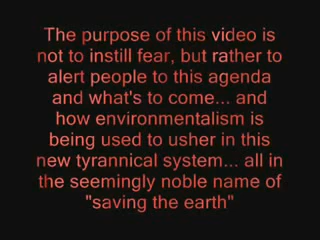 The purpose of this video is
not to instill fear, but rather to
alert people to this agenda
and what's to come... and
how environmentalism is
being used to usher in this
new tyrannical system... all in
the seemingly noble name of
"saving the earth"